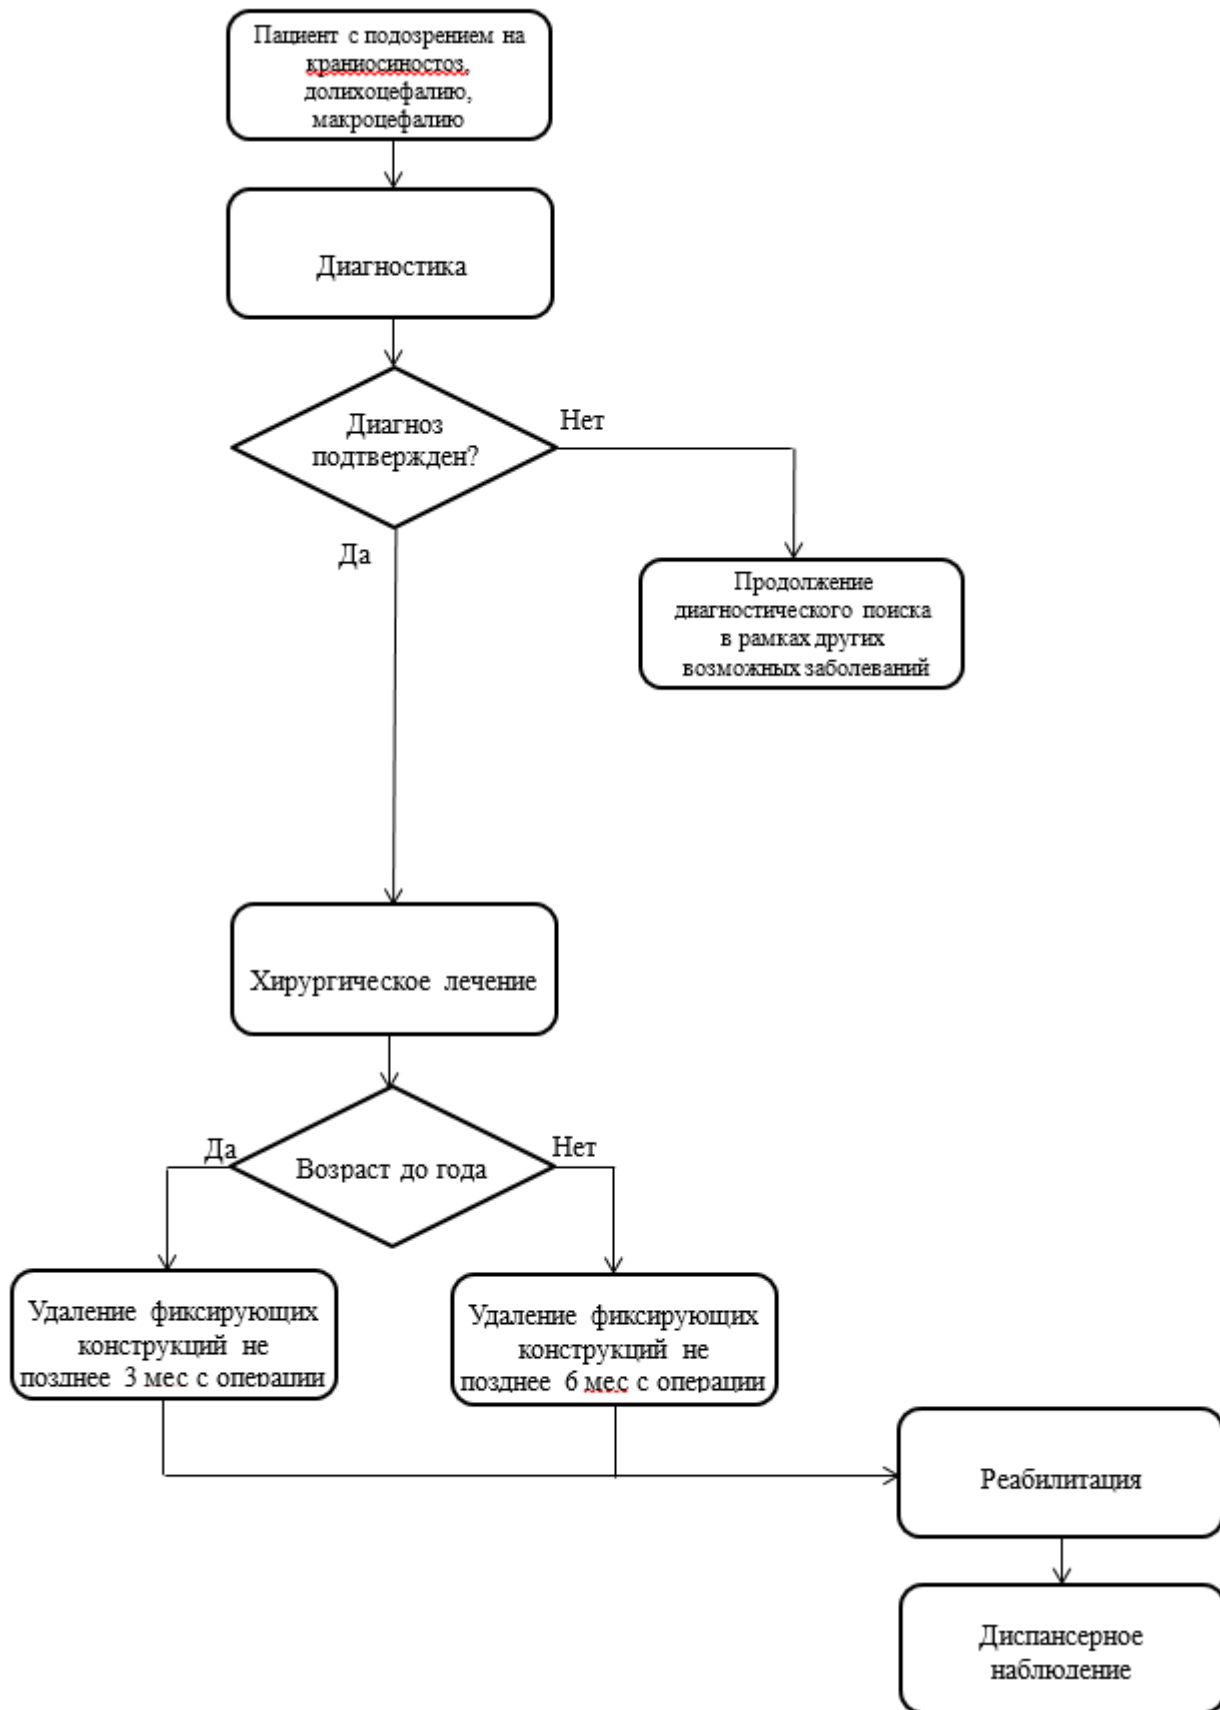 Пациент с подозрением на
краниосиностоз,
долихоцефалию,
макроцефалию
Диагностика
Диагноз
подтвержден?
Нет
Да
Продолжение
диагностического поиска
в рамках других
возможных заболеваний
Хирургическое лечение
Да
Возраст до года
Нет
Удаление фиксирующих
конструкций не
позднее 3 мес с операции
Удаление фиксирующих
конструкций не
позднее 6 мес с операции
Реабилитация
Диспансерное
наблюдение